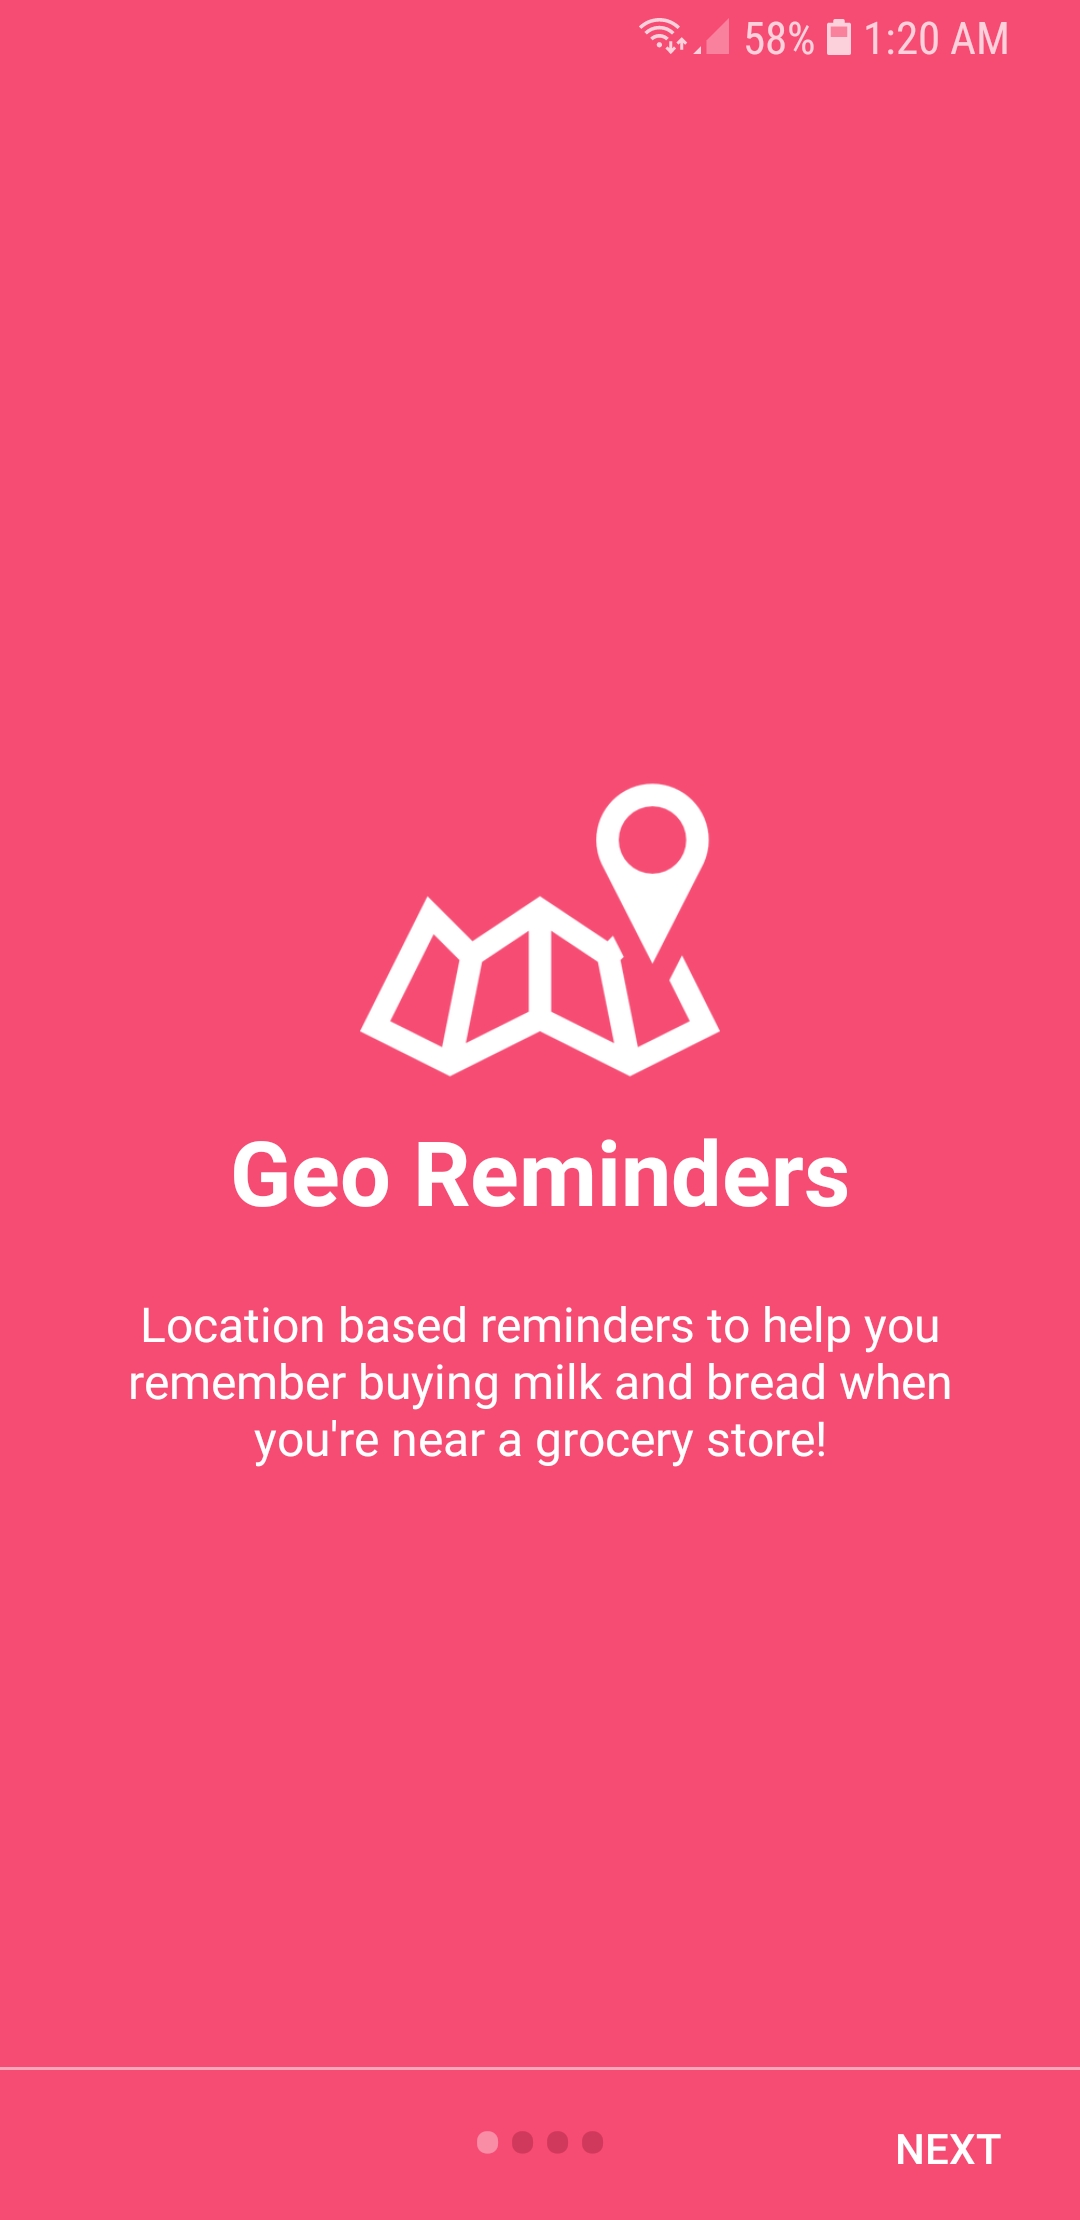 58% 1:20 AM
Geo Reminders
Location based reminders to help you
remember buying milk and bread when
you're near a grocery store!
NEXT